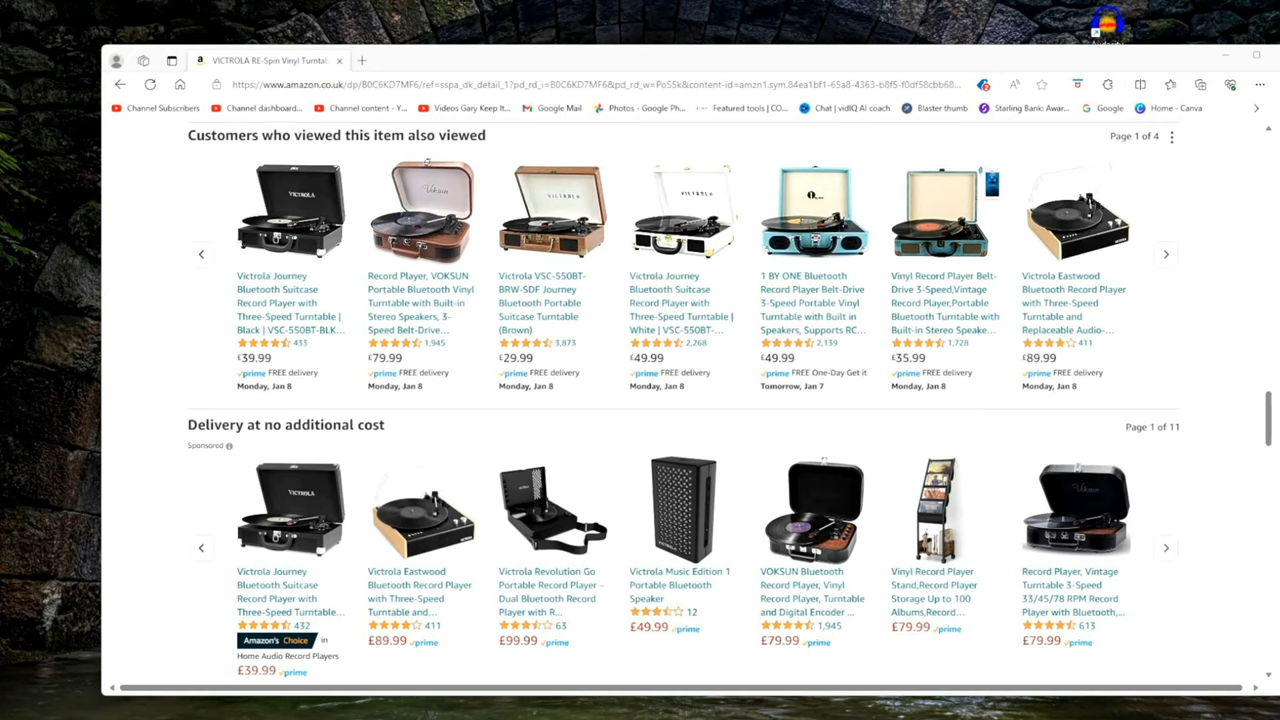 VICTROLA RE-Spin Vinyl Turntab
https://www.amazon.co.uk/dp/B0C6KD7MF6/ref=sspa_dk_detail_1?pd_rd_i=B0C6KD7MF6&pd_rd_w=PoS5k&content-id=amzn1.sym.84ea1bf1-65a8-4363-b8f5-f0df58cbb68...
Channel Subscribers
Channel dashboard...
Channel content - Y...
Videos Gary Keep It...
Google Mail
Photos - Google Ph...
Featured tools | CO...
Chat | vidIQ AI coach
Blaster thumb
Starling Bank: Awar...
Google
Home - Canva
Customers who viewed this item also viewed
Page 1 of 4
Victrola Journey
Bluetooth Suitcase
Record Player with
Three-Speed Turntable |
Black | VSC-550BT-BLK...
433
£39.99
prime FREE delivery
Monday, Jan 8
Record Player, VOKSUN
Portable Bluetooth Vinyl
Turntable with Built-in
Stereo Speakers, 3-
Speed Belt-Drive...
1,945
£79.99
prime FREE delivery
Monday, Jan 8
Victrola VSC-550BT-
BRW-SDF Journey
Bluetooth Portable
Suitcase Turntable
(Brown)
3,873
£29.99
prime FREE delivery
Monday, Jan 8
Victrola Journey
Bluetooth Suitcase
Record Player with
Three-Speed Turntable |
White | VSC-550BT-...
2,268
£49.99
prime FREE delivery
Monday, Jan 8
1 BY ONE Bluetooth
Record Player Belt-Drive
3-Speed Portable Vinyl
Turntable with Built in
Speakers, Supports RC...
2,139
£49.99
prime FREE One-Day Get it
Tomorrow, Jan 7
Vinyl Record Player Belt-
Drive 3-Speed,Vintage
Record Player,Portable
Bluetooth Turntable with
Built-in Stereo Speake...
1,728
£35.99
prime FREE delivery
Monday, Jan 8
Victrola Eastwood
Bluetooth Record Player
with Three-Speed
Turntable and
Replaceable Audio-...
411
£89.99
prime FREE delivery
Monday, Jan 8
Delivery at no additional cost
Page 1 of 11
Sponsored
Victrola Journey
Bluetooth Suitcase
Record Player with
Three-Speed Turntable...
432
Amazon's Choice in
Home Audio Record Players
£39.99 prime
Victrola Eastwood
Bluetooth Record Player
with Three-Speed
Turntable and...
411
£89.99 prime
Victrola Revolution Go
Portable Record Player –
Dual Bluetooth Record
Player with R...
63
£99.99 prime
Victrola Music Edition 1
Portable Bluetooth
Speaker
12
£49.99 prime
VOKSUN Bluetooth
Record Player, Vinyl
Record Player, Turntable
and Digital Encoder ...
1,945
£79.99 prime
Vinyl Record Player
Stand,Record Player
Storage Up to 100
Albums,Record...
£79.99 prime
Record Player, Vintage
Turntable 3-Speed
33/45/78 RPM Record
Player with Bluetooth,...
613
£79.99 prime